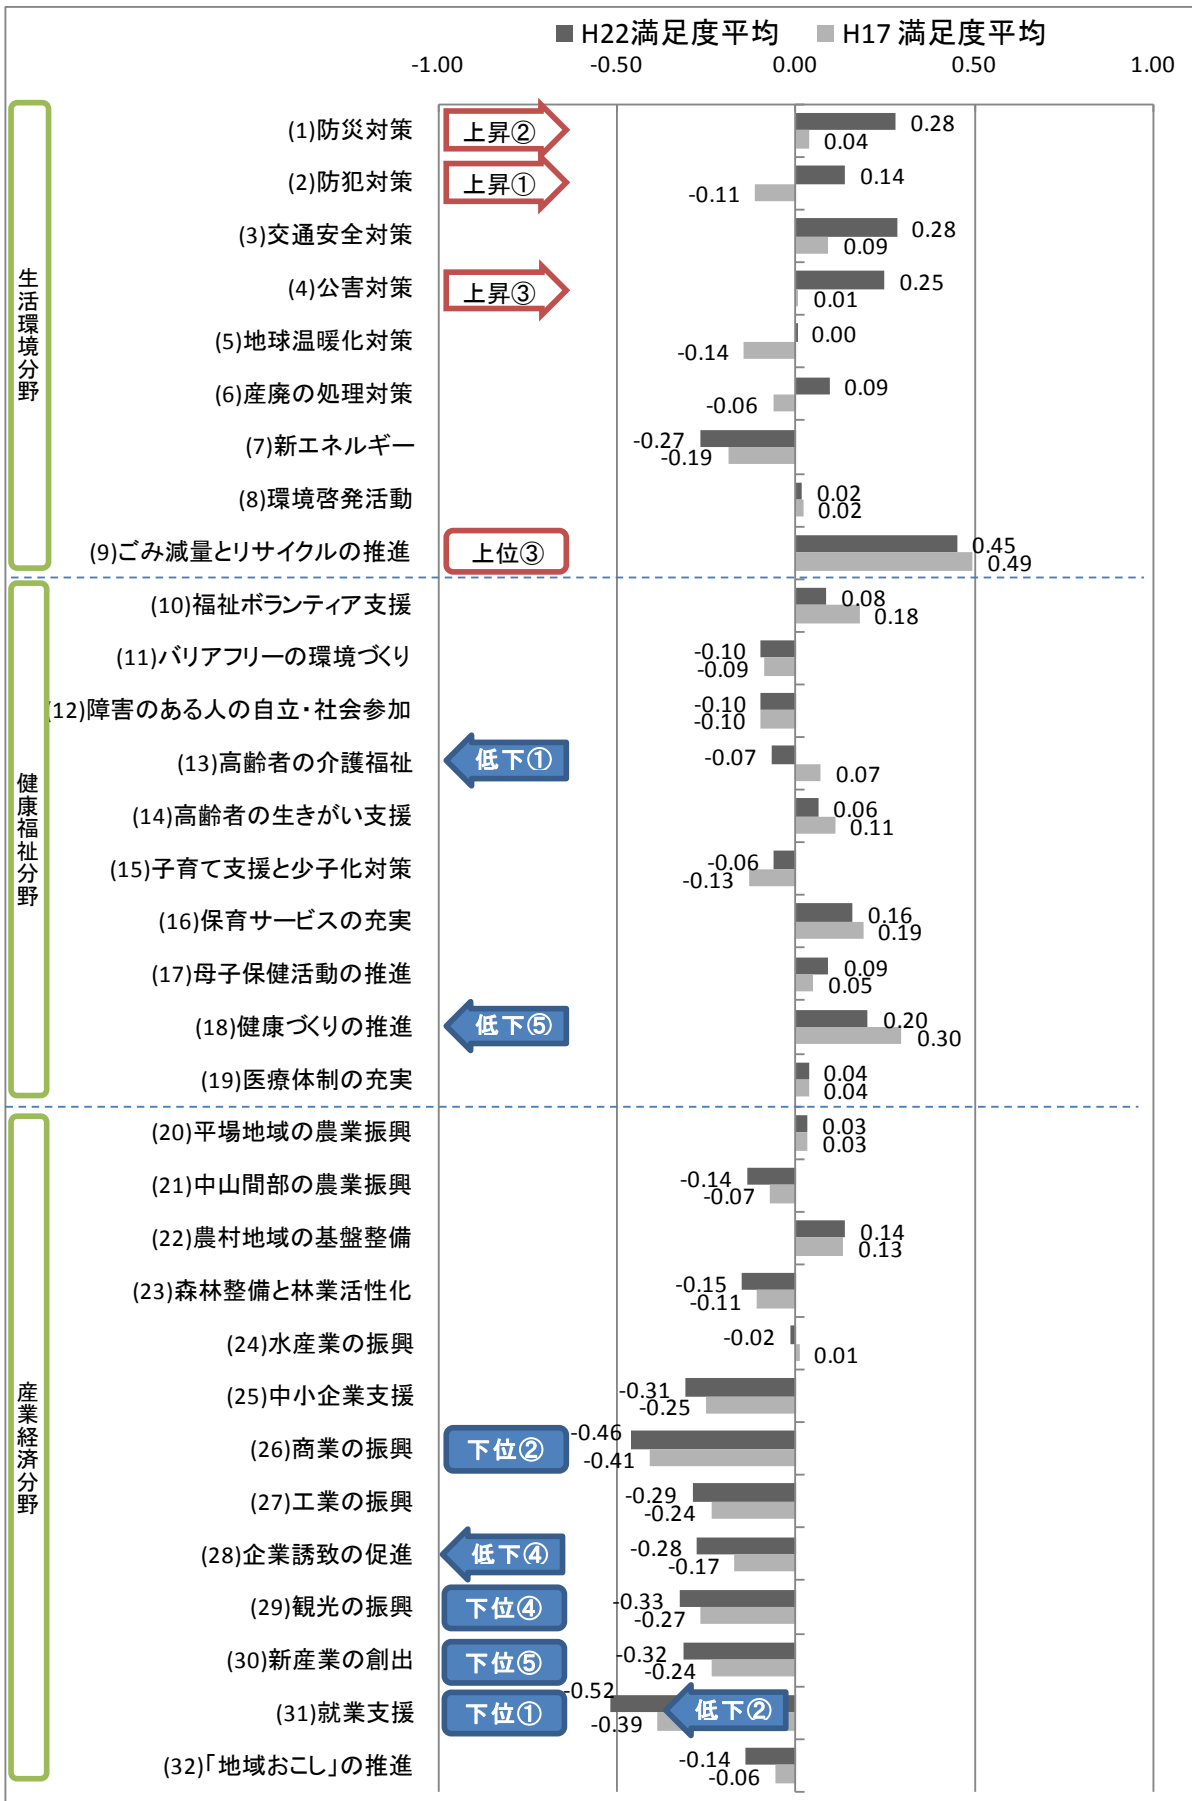 ■ H22満足度平均 ■ H17 満足度平均
-1.00 -0.50 0.00 0.50 1.00
生活環境分野
(1)防災対策 上昇② 0.28 0.04
(2)防犯対策 上昇① 0.14 -0.11
(3)交通安全対策 0.28 0.09
(4)公害対策 上昇③ 0.25 0.01
(5)地球温暖化対策 0.00 -0.14
(6)産廃の処理対策 0.09 -0.06
(7)新エネルギー -0.27 -0.19
(8)環境啓発活動 0.02 0.02
(9)ごみ減量とリサイクルの推進 上位③ 0.45 0.49
健康福祉分野
(10)福祉ボランティア支援 0.08 0.18
(11)バリアフリーの環境づくり -0.10 -0.09
(12)障害のある人の自立・社会参加 -0.10 -0.10
(13)高齢者の介護福祉 低下① -0.07 0.07
(14)高齢者の生きがい支援 0.06 0.11
(15)子育て支援と少子化対策 -0.06 -0.13
(16)保育サービスの充実 0.16 0.19
(17)母子保健活動の推進 0.09 0.05
(18)健康づくりの推進 低下⑤ 0.20 0.30
(19)医療体制の充実 0.04 0.04
産業経済分野
(20)平場地域の農業振興 0.03 0.03
(21)中山間部の農業振興 -0.14 -0.07
(22)農村地域の基盤整備 0.14 0.13
(23)森林整備と林業活性化 -0.15 -0.11
(24)水産業の振興 -0.02 0.01
(25)中小企業支援 -0.31 -0.25
(26)商業の振興 下位② -0.46 -0.41
(27)工業の振興 -0.29 -0.24
(28)企業誘致の促進 低下④ -0.28 -0.17
(29)観光の振興 下位④ -0.33 -0.27
(30)新産業の創出 下位⑤ -0.32 -0.24
(31)就業支援 下位① -0.52 -0.39 低下②
(32)「地域おこし」の推進 -0.14 -0.06